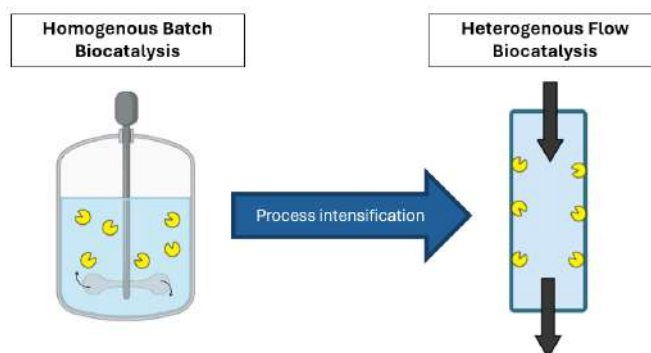 Homogenous Batch
Biocatalysis
Heterogenous Flow
Biocatalysis
Process intensification